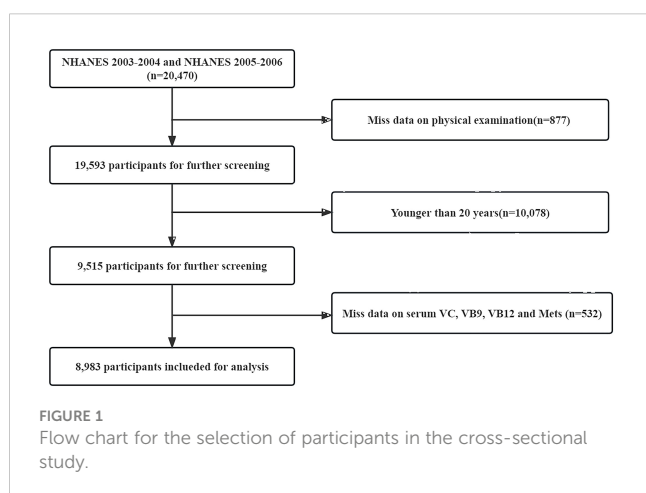 NHANES 2003-2004 and NHANES 2005-2006
(n=20,470)
Miss data on physical examination(n=877)
19,593 participants for further screening
Younger than 20 years(n=10,078)
9,515 participants for further screening
Miss data on serum VC, VB9, VB12 and Mets (n=532)
8,983 participants inclueded for analysis
FIGURE 1
Flow chart for the selection of participants in the cross-sectional
study.